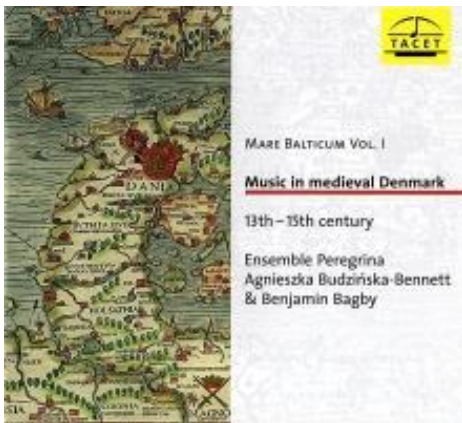 TACET
MARE BALTICUM VOL. I
Music in medieval Denmark
13th – 15th century
Ensemble Peregrina
Agnieszka Budzińska-Bennett
& Benjamin Bagby
DANIA
HOLSATHIA